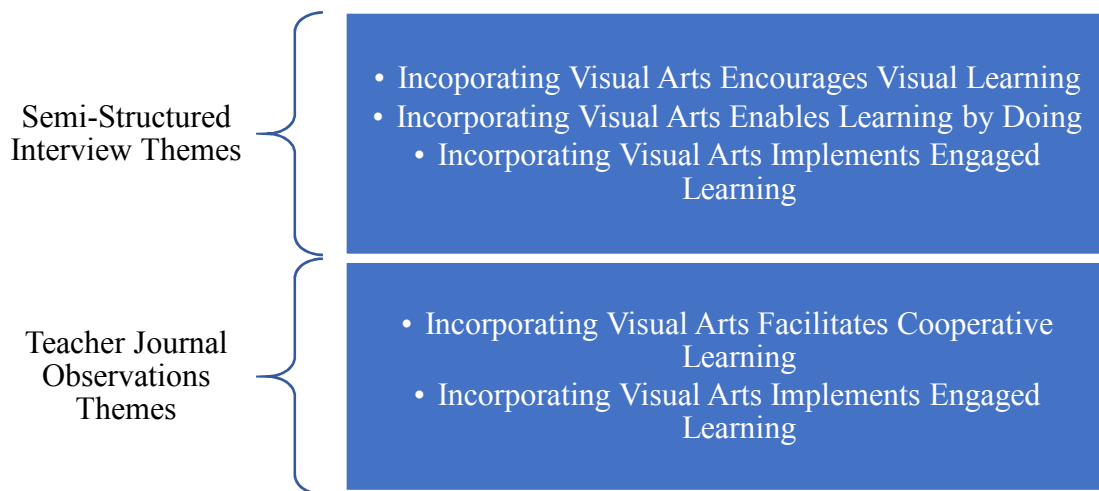 Semi-Structured
Interview Themes
• Incoporating Visual Arts Encourages Visual Learning
• Incorporating Visual Arts Enables Learning by Doing
• Incorporating Visual Arts Implements Engaged
Learning
Teacher Journal
Observations
Themes
• Incorporating Visual Arts Facilitates Cooperative
Learning
• Incorporating Visual Arts Implements Engaged
Learning